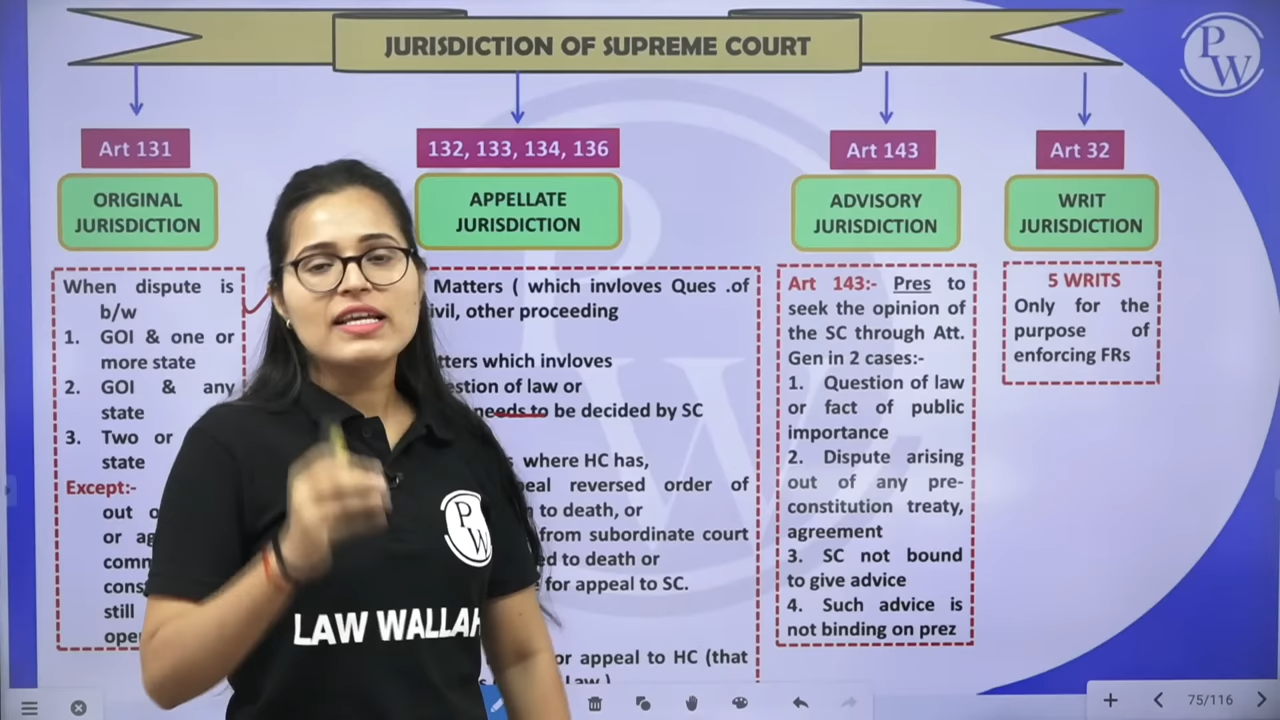 JURISDICTION OF SUPREME COURT
PW
Art 131
ORIGINAL
JURISDICTION
When dispute is
b/w
1. GOI & one or
more state
2. GOI & any
state
3. Two or
state
Except:-
out
or
still
132, 133, 134, 136
APPELLATE
JURISDICTION
Matters ( which invloves Ques .of
other proceeding
which invloves
of law or
needs to be decided by SC
where HC has,
reversed order of
to death, or
from subordinate court
to death or
for appeal to SC.
or appeal to HC (that
Law )
Art 143
ADVISORY
JURISDICTION
Art 143:- Pres to
seek the opinion of
the SC through Att.
Gen in 2 cases:-
1. Question of law
or fact of public
importance
2. Dispute arising
out of any pre-
constitution treaty,
agreement
3. SC not bound
to give advice
4. Such advice is
not binding on prez
Art 32
WRIT
JURISDICTION
5 WRITS
Only for the
purpose of
enforcing FRs
PW
LAW WALLAH
75/116